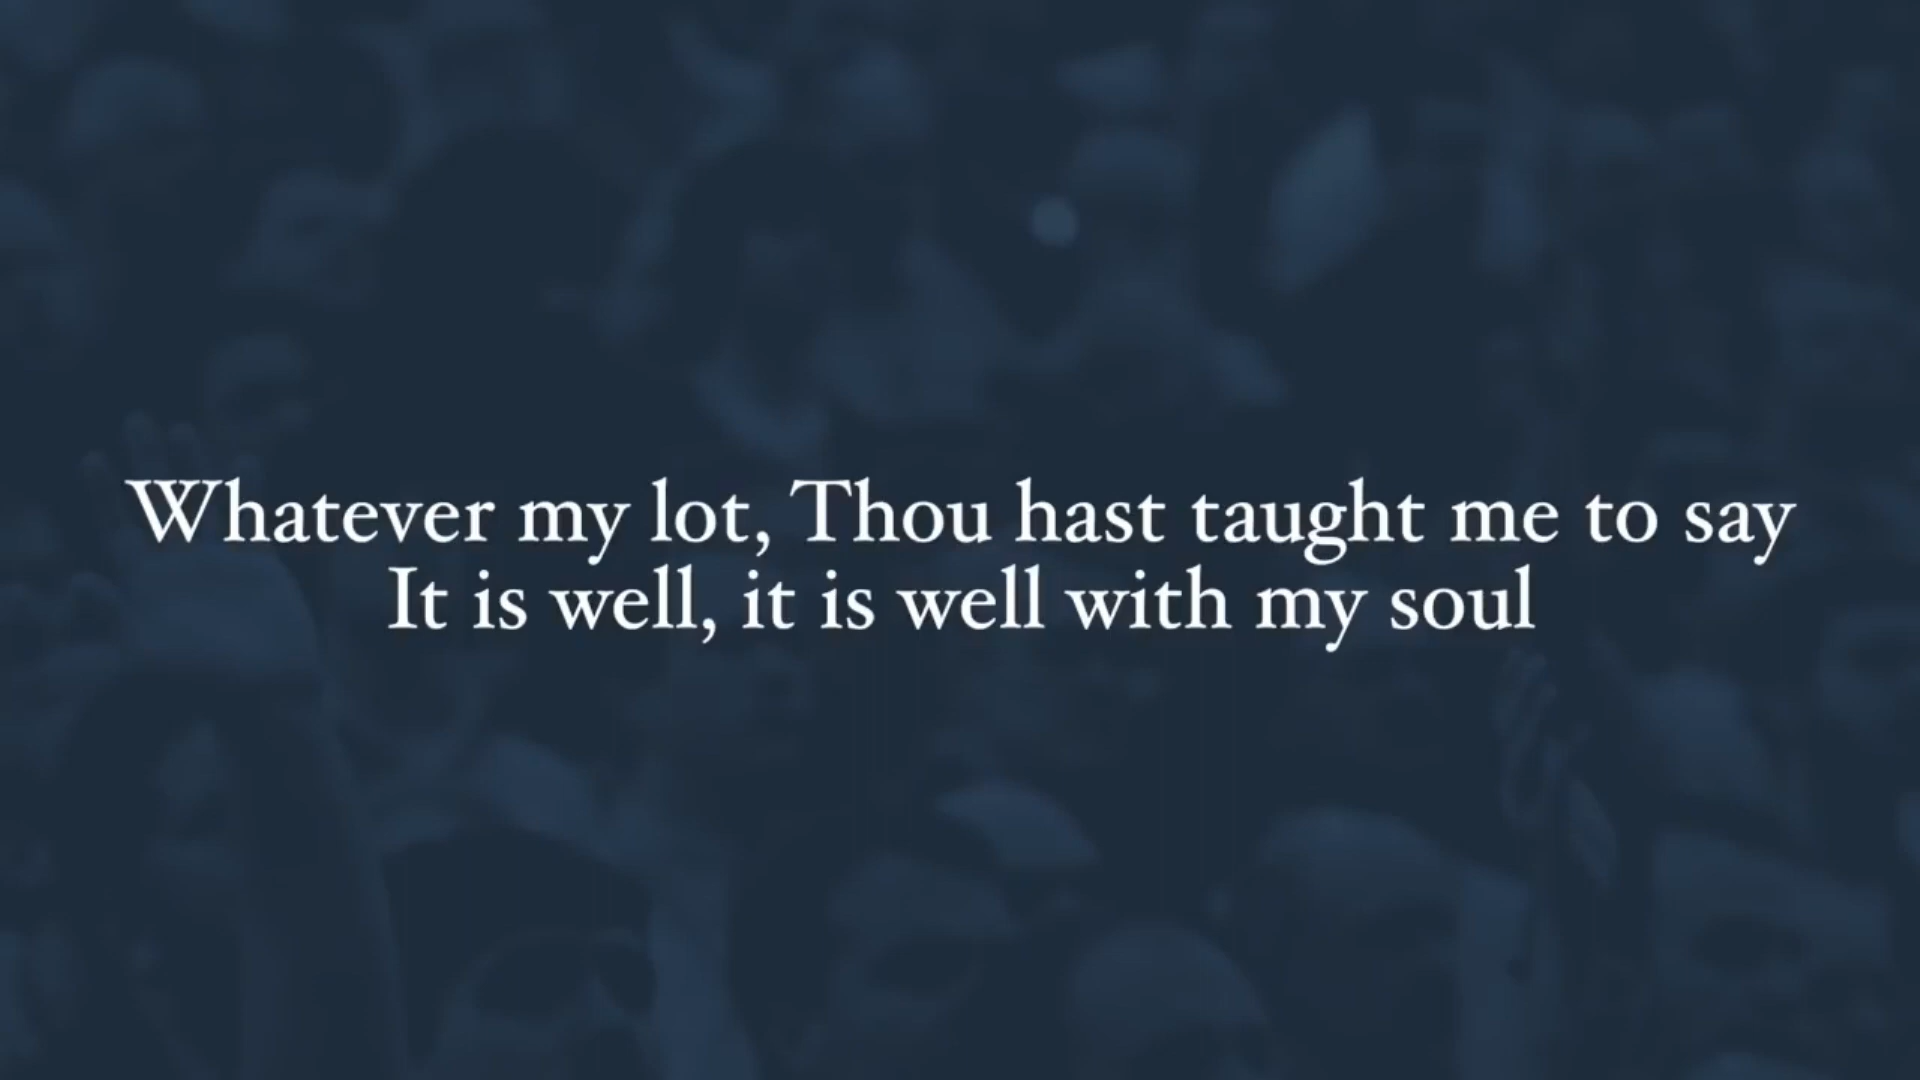 Whatever my lot, Thou hast taught me to say
It is well, it is well with my soul